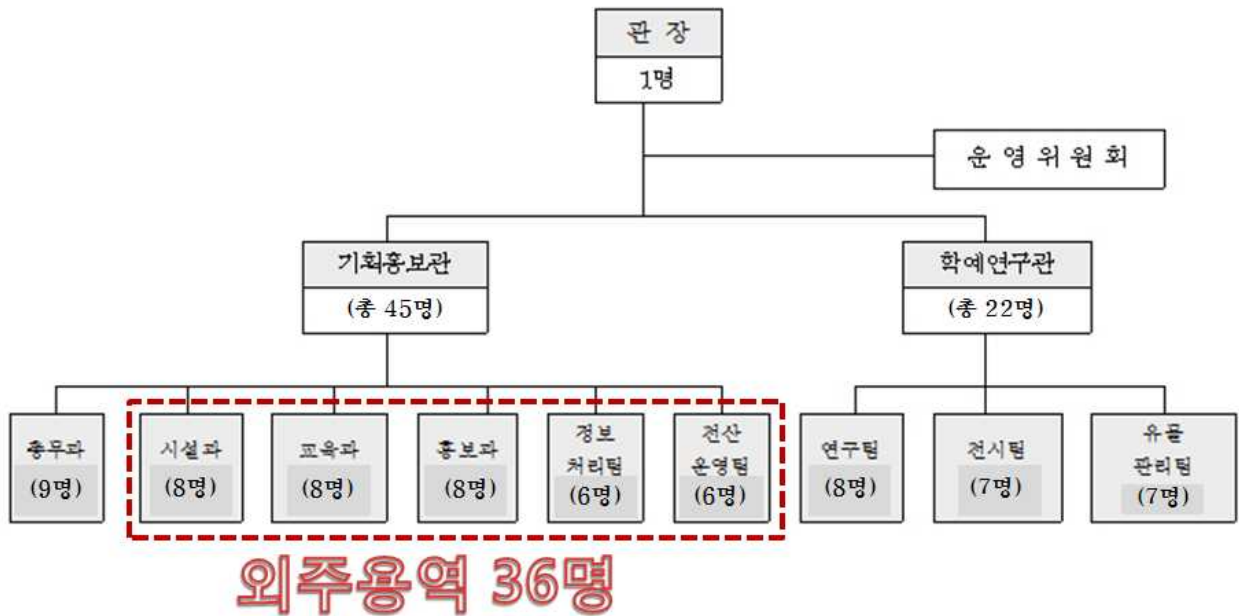 관 장
1명
운 영 위 원 회
기획홍보관
(총 45명)
학예연구관
(총 22명)
총무과
(9명)
시설과
(8명)
교육과
(8명)
홍보과
(8명)
정보
처리팀
(6명)
전산
운영팀
(6명)
연구팀
(8명)
전시팀
(7명)
유물
관리팀
(7명)
외주용역 36명